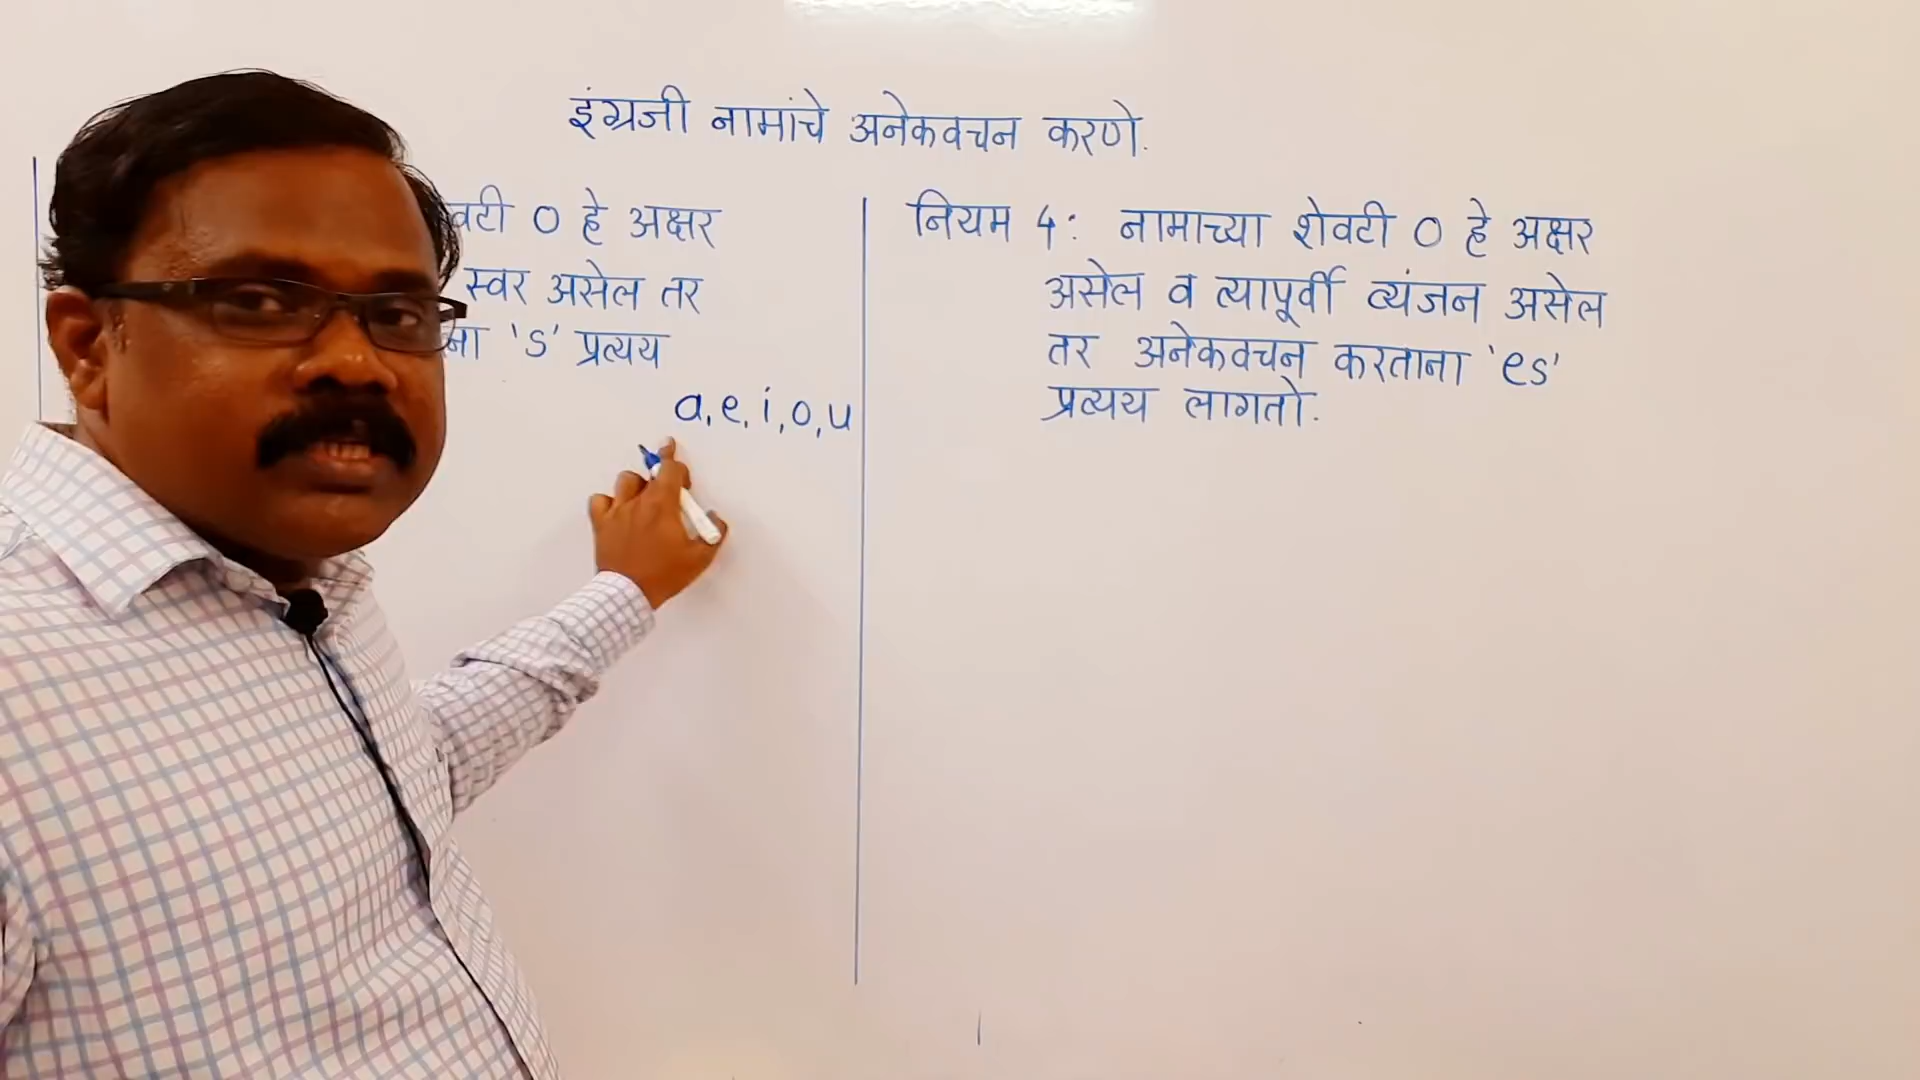 इंग्रजी नामांचे अनेकवचन करणे.
वटी o हे अक्षर
स्वर असेल तर
ना 's' प्रत्यय
a, e, i, o, u
नियम 4: नामाच्या शेवटी o हे अक्षर
असेल व त्यापूर्वी व्यंजन असेल
तर अनेकवचन करताना 'es'
प्रत्यय लागतो.